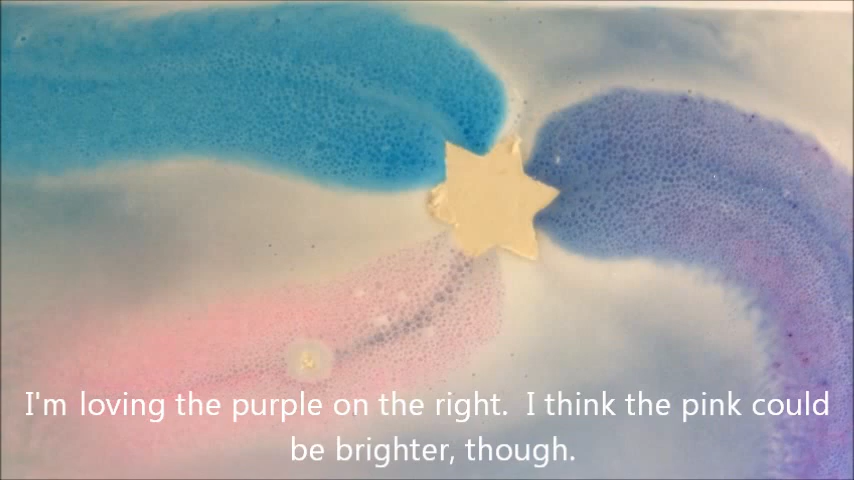 I'm loving the purple on the right.  I think the pink could
be brighter, though.